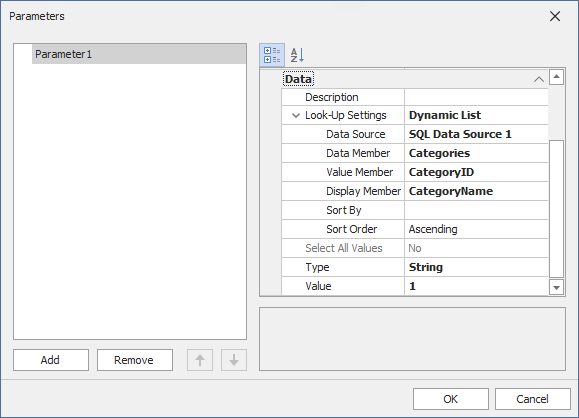 Parameters
Parameter1
A
Z
Data
Description
Look-Up Settings Dynamic List
Data Source SQL Data Source 1
Data Member Categories
Value Member CategoryID
Display Member CategoryName
Sort By
Sort Order Ascending
Select All Values No
Type String
Value 1
Add Remove
OK Cancel